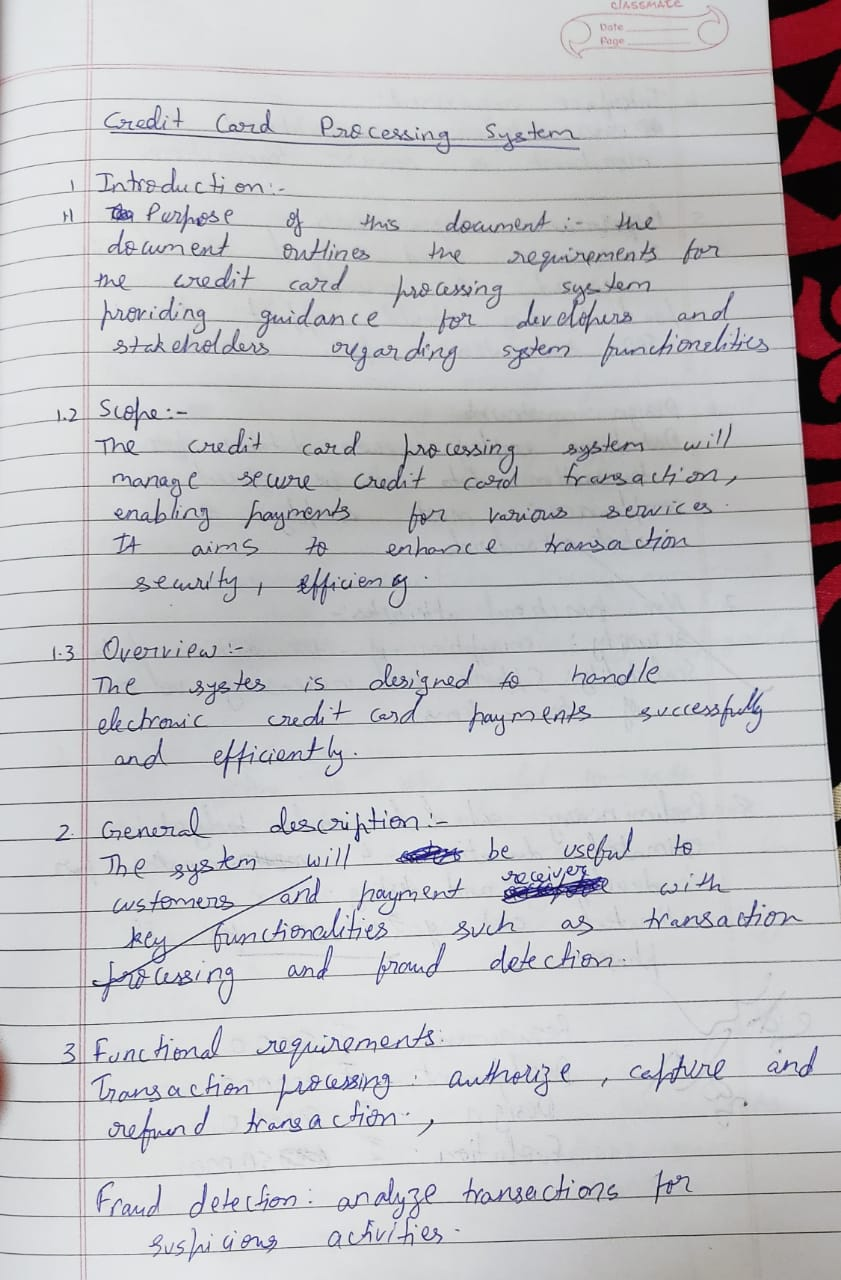 CLASSMATE
Date
Page
Credit Card Processing System
1 Introduction:-
1.1 Purpose of this document :- the
document outlines the requirements for
the credit card processing system
providing guidance for developers and
stakeholders regarding system functionelities
1.2 Scope:-
The credit card processing system will
manage secure credit card transaction,
enabling payments for various services.
It aims to enhance transaction
security, efficiency.
1.3 Overview:-
The systes is designed to handle
electronic credit card payments successfully
and efficiently.
2. General description:-
The system will be useful to
customers and payment receiver with
key functionalities such as transaction
processing and fraud detection.
3 Functional requirements:
Transaction processing: authorize, capture and
refund transaction.,
Fraud detection: analyze transactions for
suspicious activities.